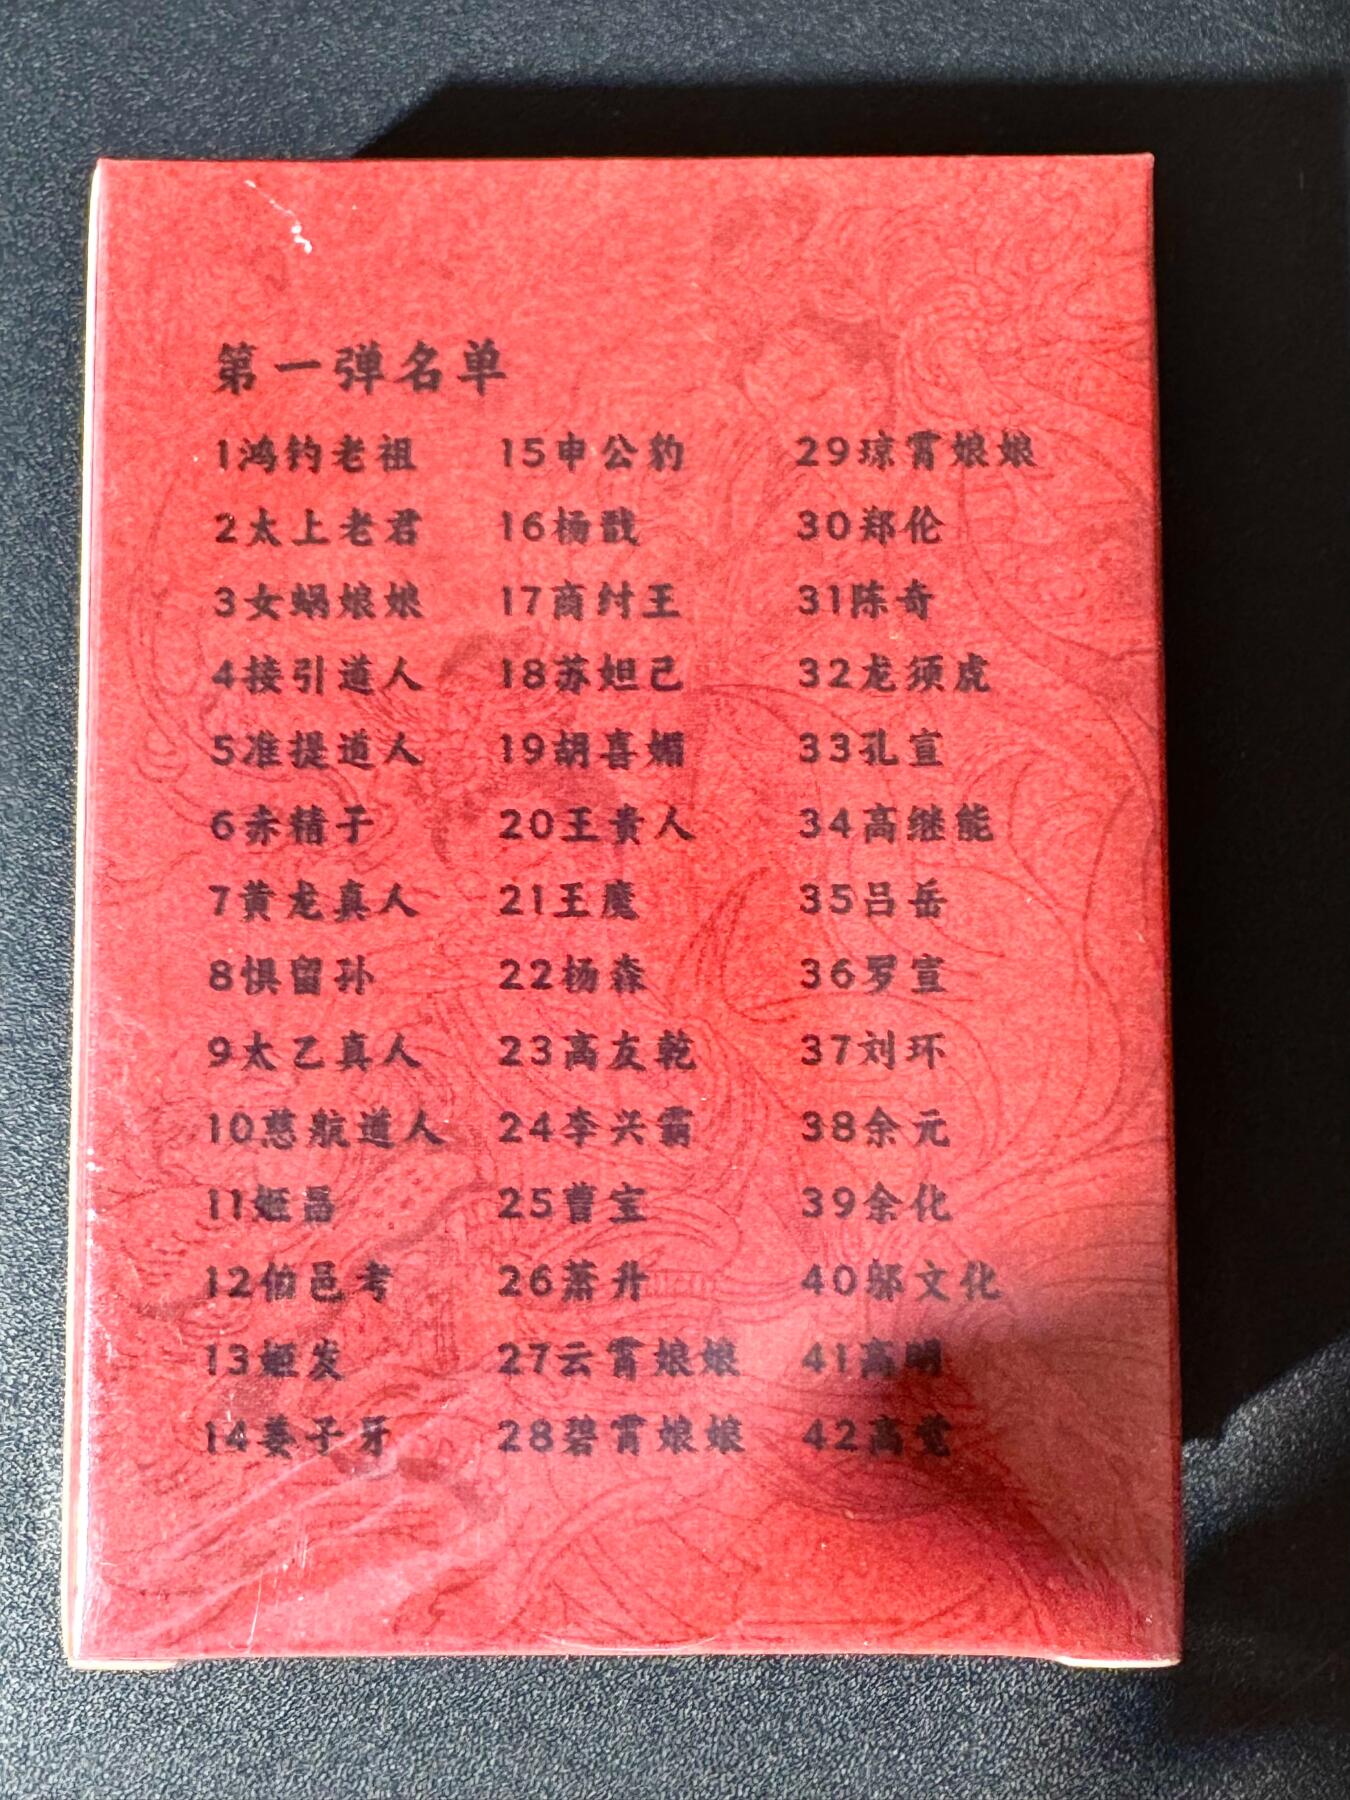 第一弹名单
1鸿钧老祖
2太上老君
3女娲娘娘
4接引道人
5准提道人
6赤精子
7黄龙真人
8惧留孙
9太乙真人
10慈航道人
11姬昌
12伯邑考
13姬发
14姜子牙
15申公豹
16杨戬
17商纣王
18苏妲己
19胡喜媚
20王贵人
21王魔
22杨森
23高友乾
24李兴霸
25曹宝
26萧升
27云霄娘娘
28碧霄娘娘
29琼霄娘娘
30郑伦
31陈奇
32龙须虎
33孔宣
34高继能
35吕岳
36罗宣
37刘环
38余元
39余化
40邬文化
41高明
42高觉